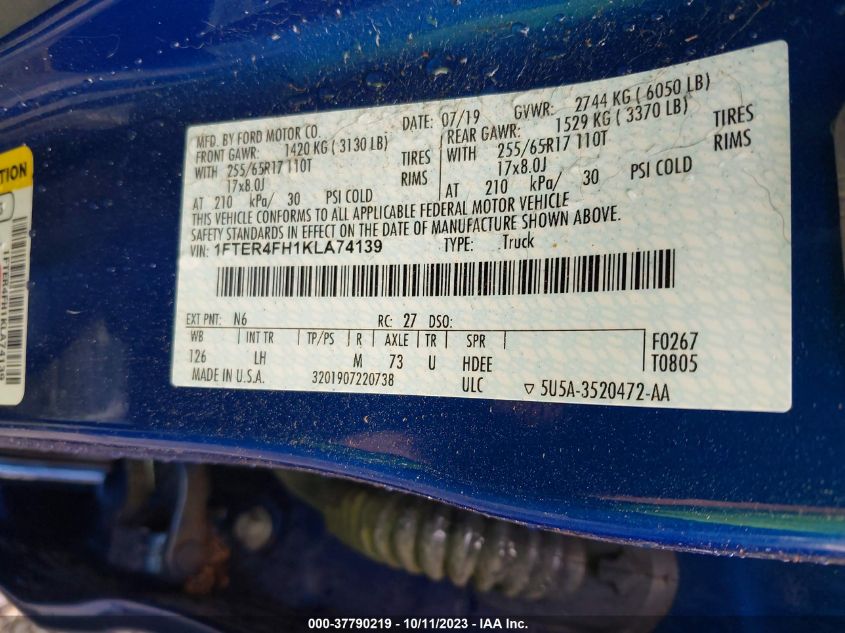 MFD. BY FORD MOTOR CO.
DATE: 07/19 GVWR: 2744 KG ( 6050 LB)
FRONT GAWR: 1420 KG ( 3130 LB)
REAR GAWR: 1529 KG ( 3370 LB)
WITH 255/65R17 110T TIRES
WITH 255/65R17 110T TIRES
17x8.0J RIMS
17x8.0J RIMS
AT 210 kPa/ 30 PSI COLD
AT 210 kPa/ 30 PSI COLD
THIS VEHICLE CONFORMS TO ALL APPLICABLE FEDERAL MOTOR VEHICLE
SAFETY STANDARDS IN EFFECT ON THE DATE OF MANUFACTURE SHOWN ABOVE.
VIN: 1FTER4FH1KLA74139 TYPE: Truck
EXT PNT: N6 RC: 27 DSO:
WB INT TR TP/PS R AXLE TR SPR
126 LH M 73 U HDEE
F0267
T0805
MADE IN U.S.A. 3201907220738 ULC ▽ 5U5A-3520472-AA
TION
1FTER4FH1KLA74139
000-37790219 - 10/11/2023 - IAA Inc.